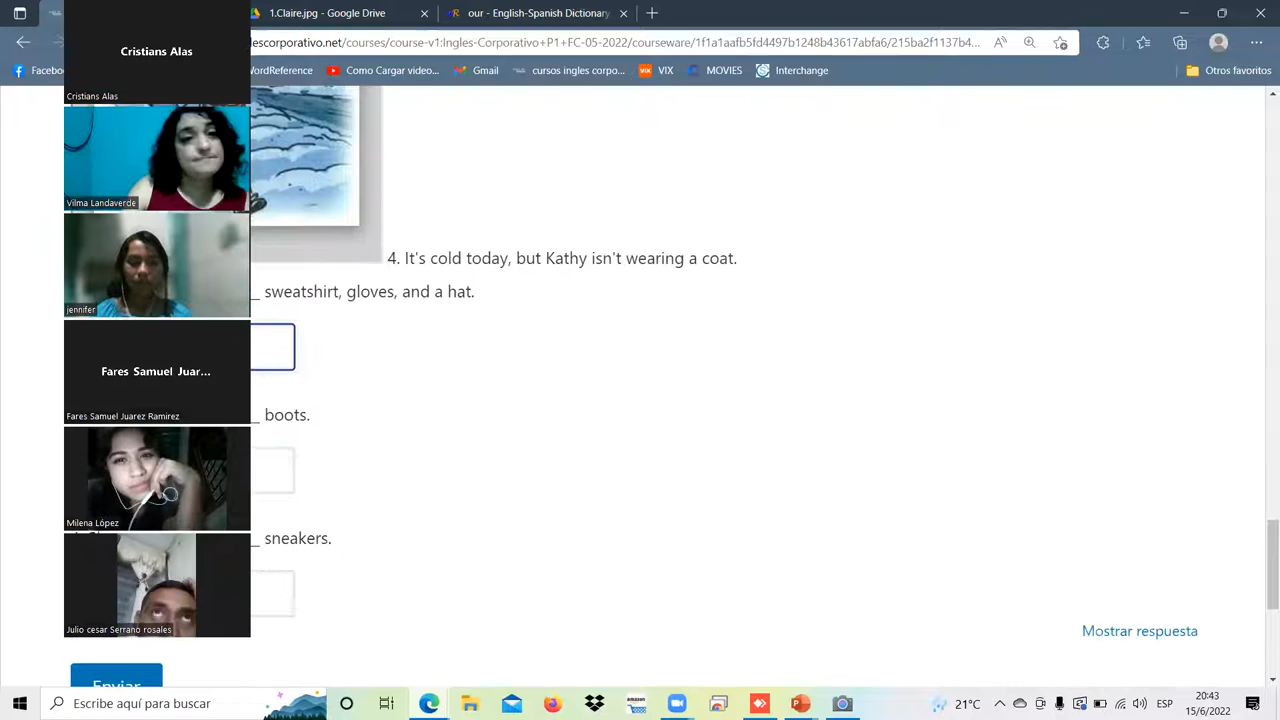 1.Claire
our - English-Spanish Dictionary
lescorporativo.net/courses/course-v1:Ingles-Corporativo+P1+FC-05-2022/courseware/1f1a1aafb5fd4497b1248b43617abfa6/215ba2f1137b4...
Facebo
WordReference
Como Cargar video...
Gmail
cursos ingles corpo...
VIX
MOVIES
Interchange
Otros favoritos
Cristians Alas
Cristians Alas
Vilma Landaverde
jennifer
Fares Samuel Juar...
Fares Samuel Juarez Ramirez
Milena López
Julio cesar Serrano rosales
4. It's cold today, but Kathy isn't wearing a coat.
_ sweatshirt, gloves, and a hat.
_ boots.
_ sneakers.
Mostrar respuesta
Enviar
Escribe aquí para buscar
21°C
ESP
20:43
15/6/2022